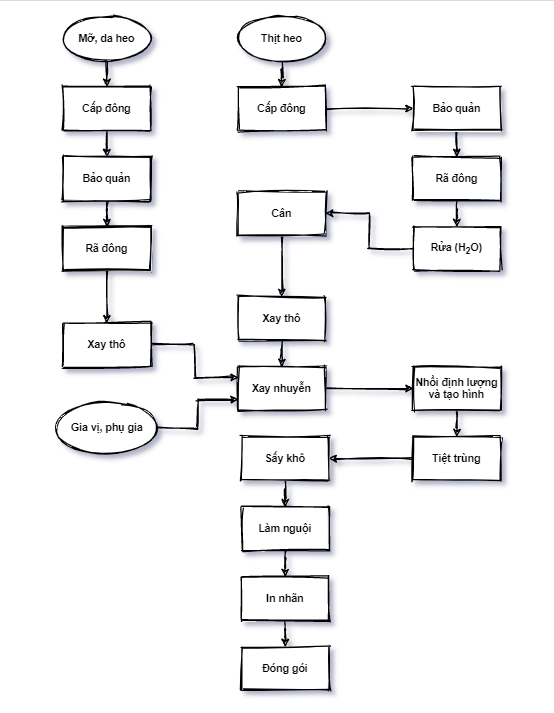 Mỡ, da heo
Thịt heo
Cấp đông
Cấp đông
Bảo quản
Bảo quản
Rã đông
Cân
Rã đông
Rửa (H₂O)
Xay thô
Xay thô
Xay nhuyễn
Nhồi định lượng
và tạo hình
Gia vị, phụ gia
Sấy khô
Tiệt trùng
Làm nguội
In nhãn
Đóng gói